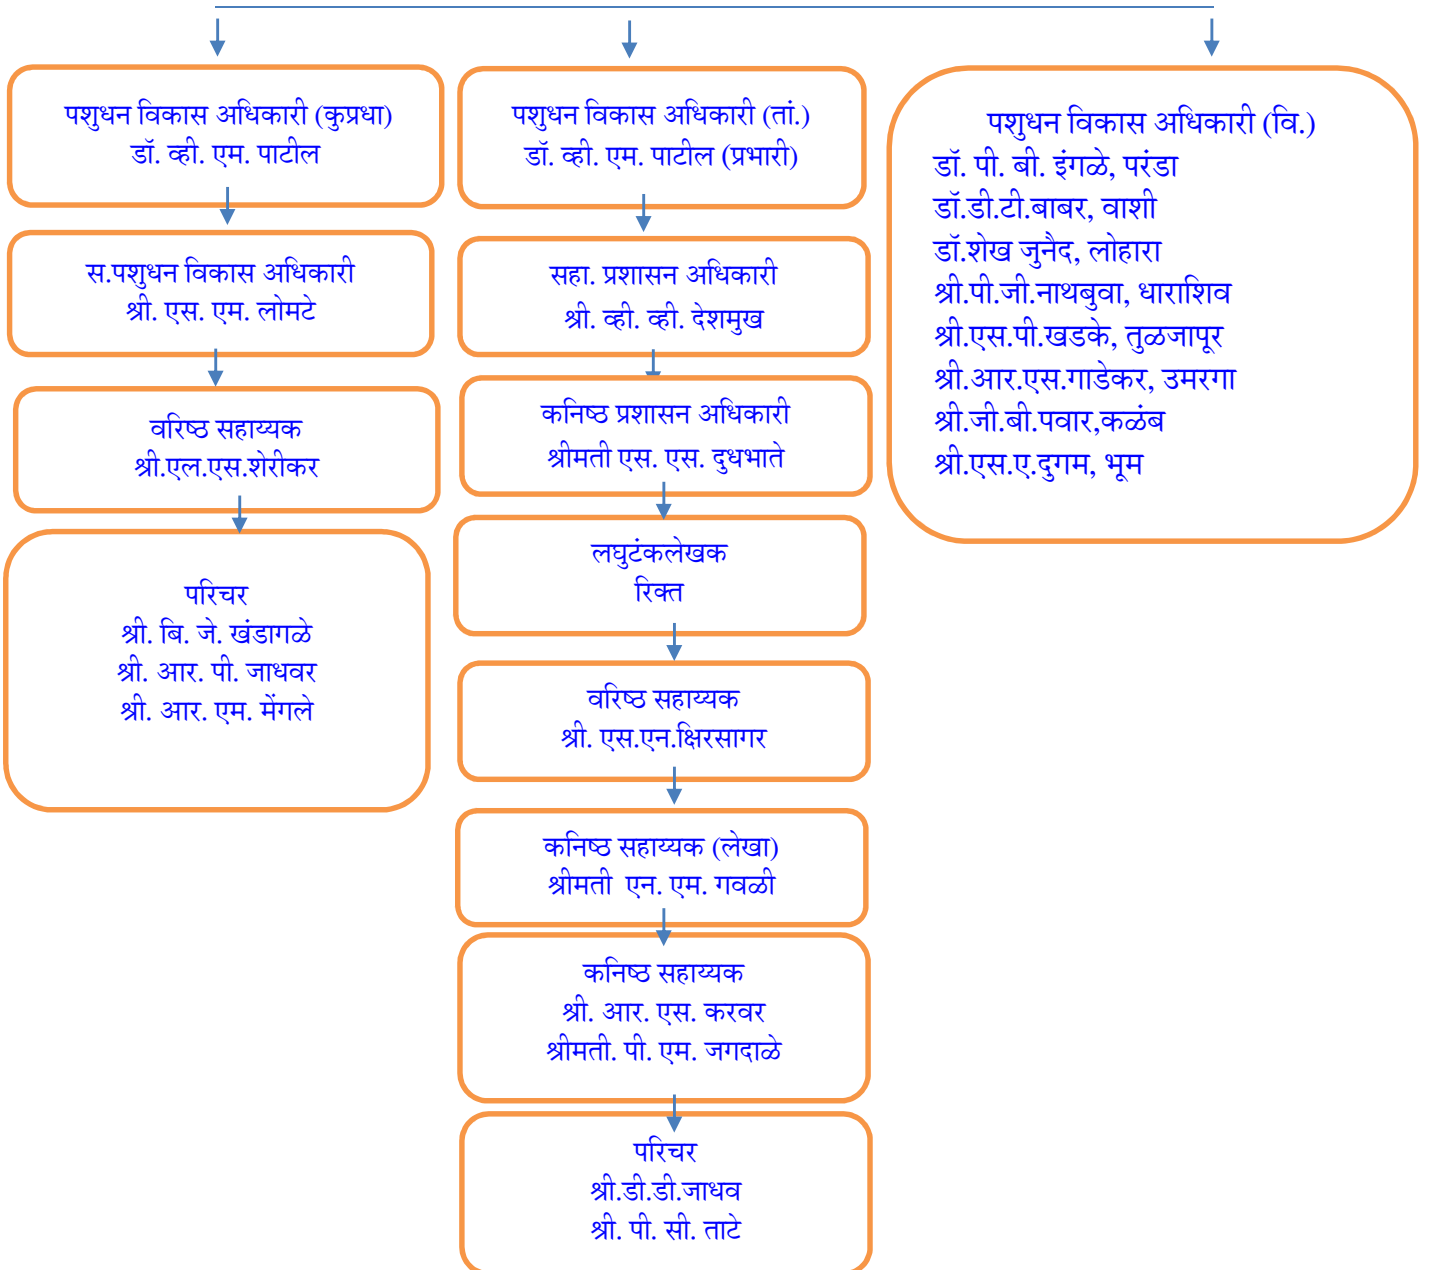 पशुधन विकास अधिकारी (कुप्रधा)
डॉ. व्ही. एम. पाटील
स.पशुधन विकास अधिकारी
श्री. एस. एम. लोमटे
वरिष्ठ सहाय्यक
श्री.एल.एस.शेरीकर
परिचर
श्री. बि. जे. खंडागळे
श्री. आर. पी. जाधवर
श्री. आर. एम. मेंगले
पशुधन विकास अधिकारी (तां.)
डॉ. व्ही. एम. पाटील (प्रभारी)
सहा. प्रशासन अधिकारी
श्री. व्ही. व्ही. देशमुख
कनिष्ठ प्रशासन अधिकारी
श्रीमती एस. एस. दुधभाते
लघुटंकलेखक
रिक्त
वरिष्ठ सहाय्यक
श्री. एस.एन.क्षिरसागर
कनिष्ठ सहाय्यक (लेखा)
श्रीमती एन. एम. गवळी
कनिष्ठ सहाय्यक
श्री. आर. एस. करवर
श्रीमती. पी. एम. जगदाळे
परिचर
श्री.डी.डी.जाधव
श्री. पी. सी. ताटे
पशुधन विकास अधिकारी (वि.)
डॉ. पी. बी. इंगळे, परंडा
डॉ.डी.टी.बाबर, वाशी
डॉ.शेख जुनैद, लोहारा
श्री.पी.जी.नाथबुवा, धाराशिव
श्री.एस.पी.खडके, तुळजापूर
श्री.आर.एस.गाडेकर, उमरगा
श्री.जी.बी.पवार,कळंब
श्री.एस.ए.दुगम, भूम